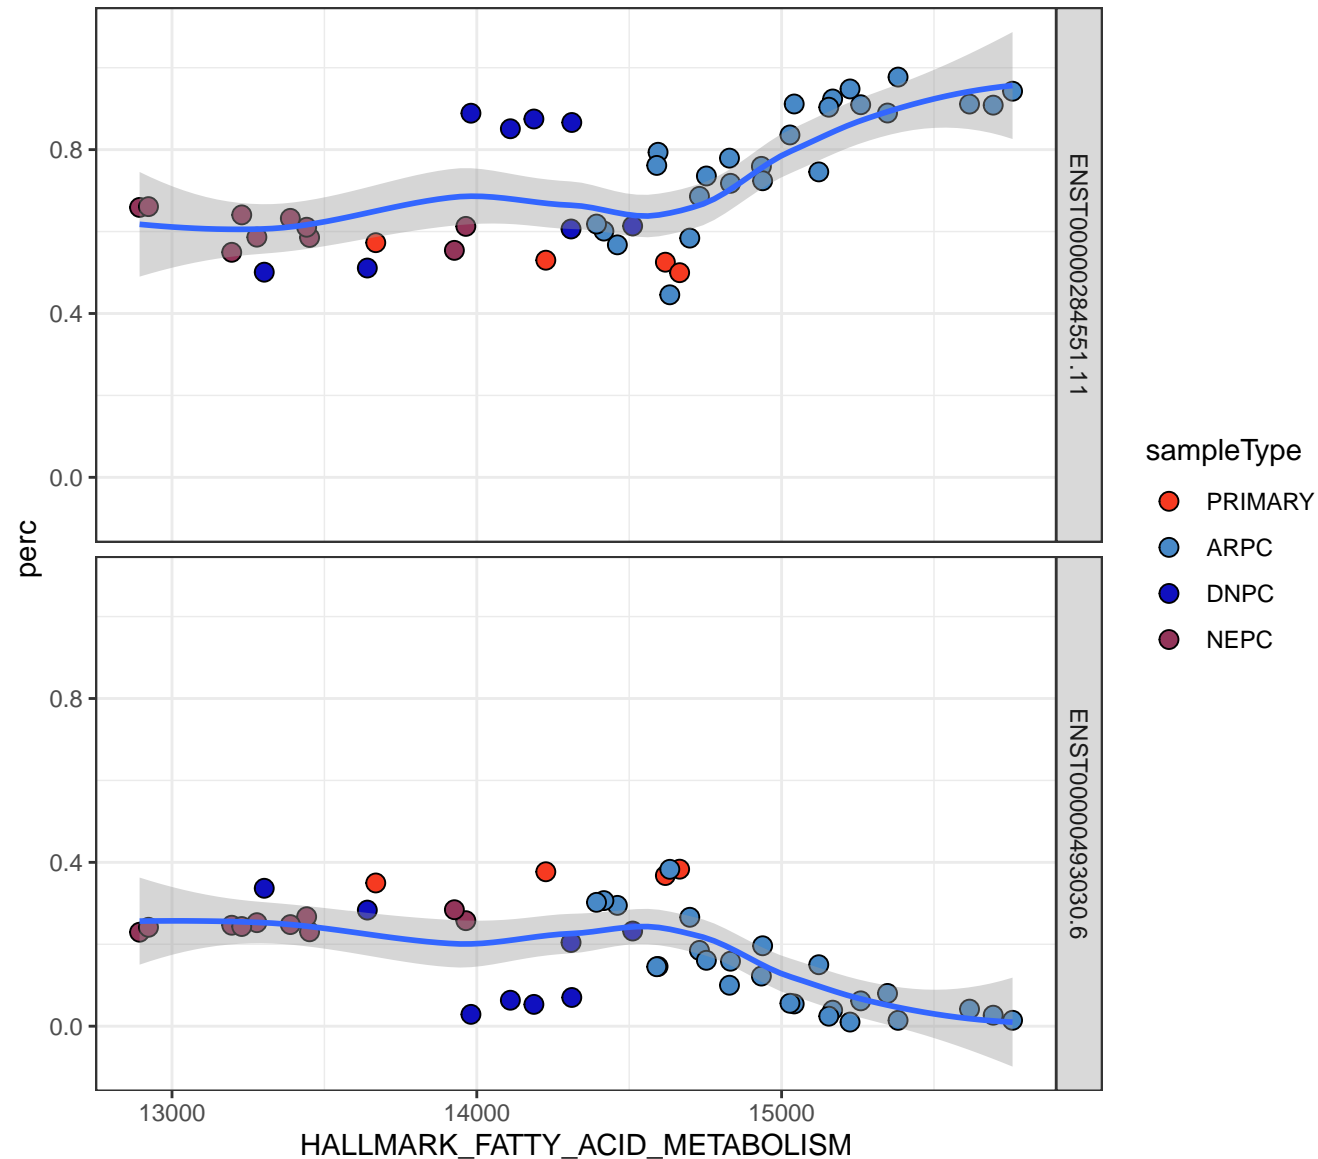 perc
0.8
0.4
0.0
ENST00000284551.11
0.8
0.4
0.0
ENST00000493030.6
13000
14000
15000
HALLMARK_FATTY_ACID_METABOLISM
sampleType
PRIMARY
ARPC
DNPC
NEPC